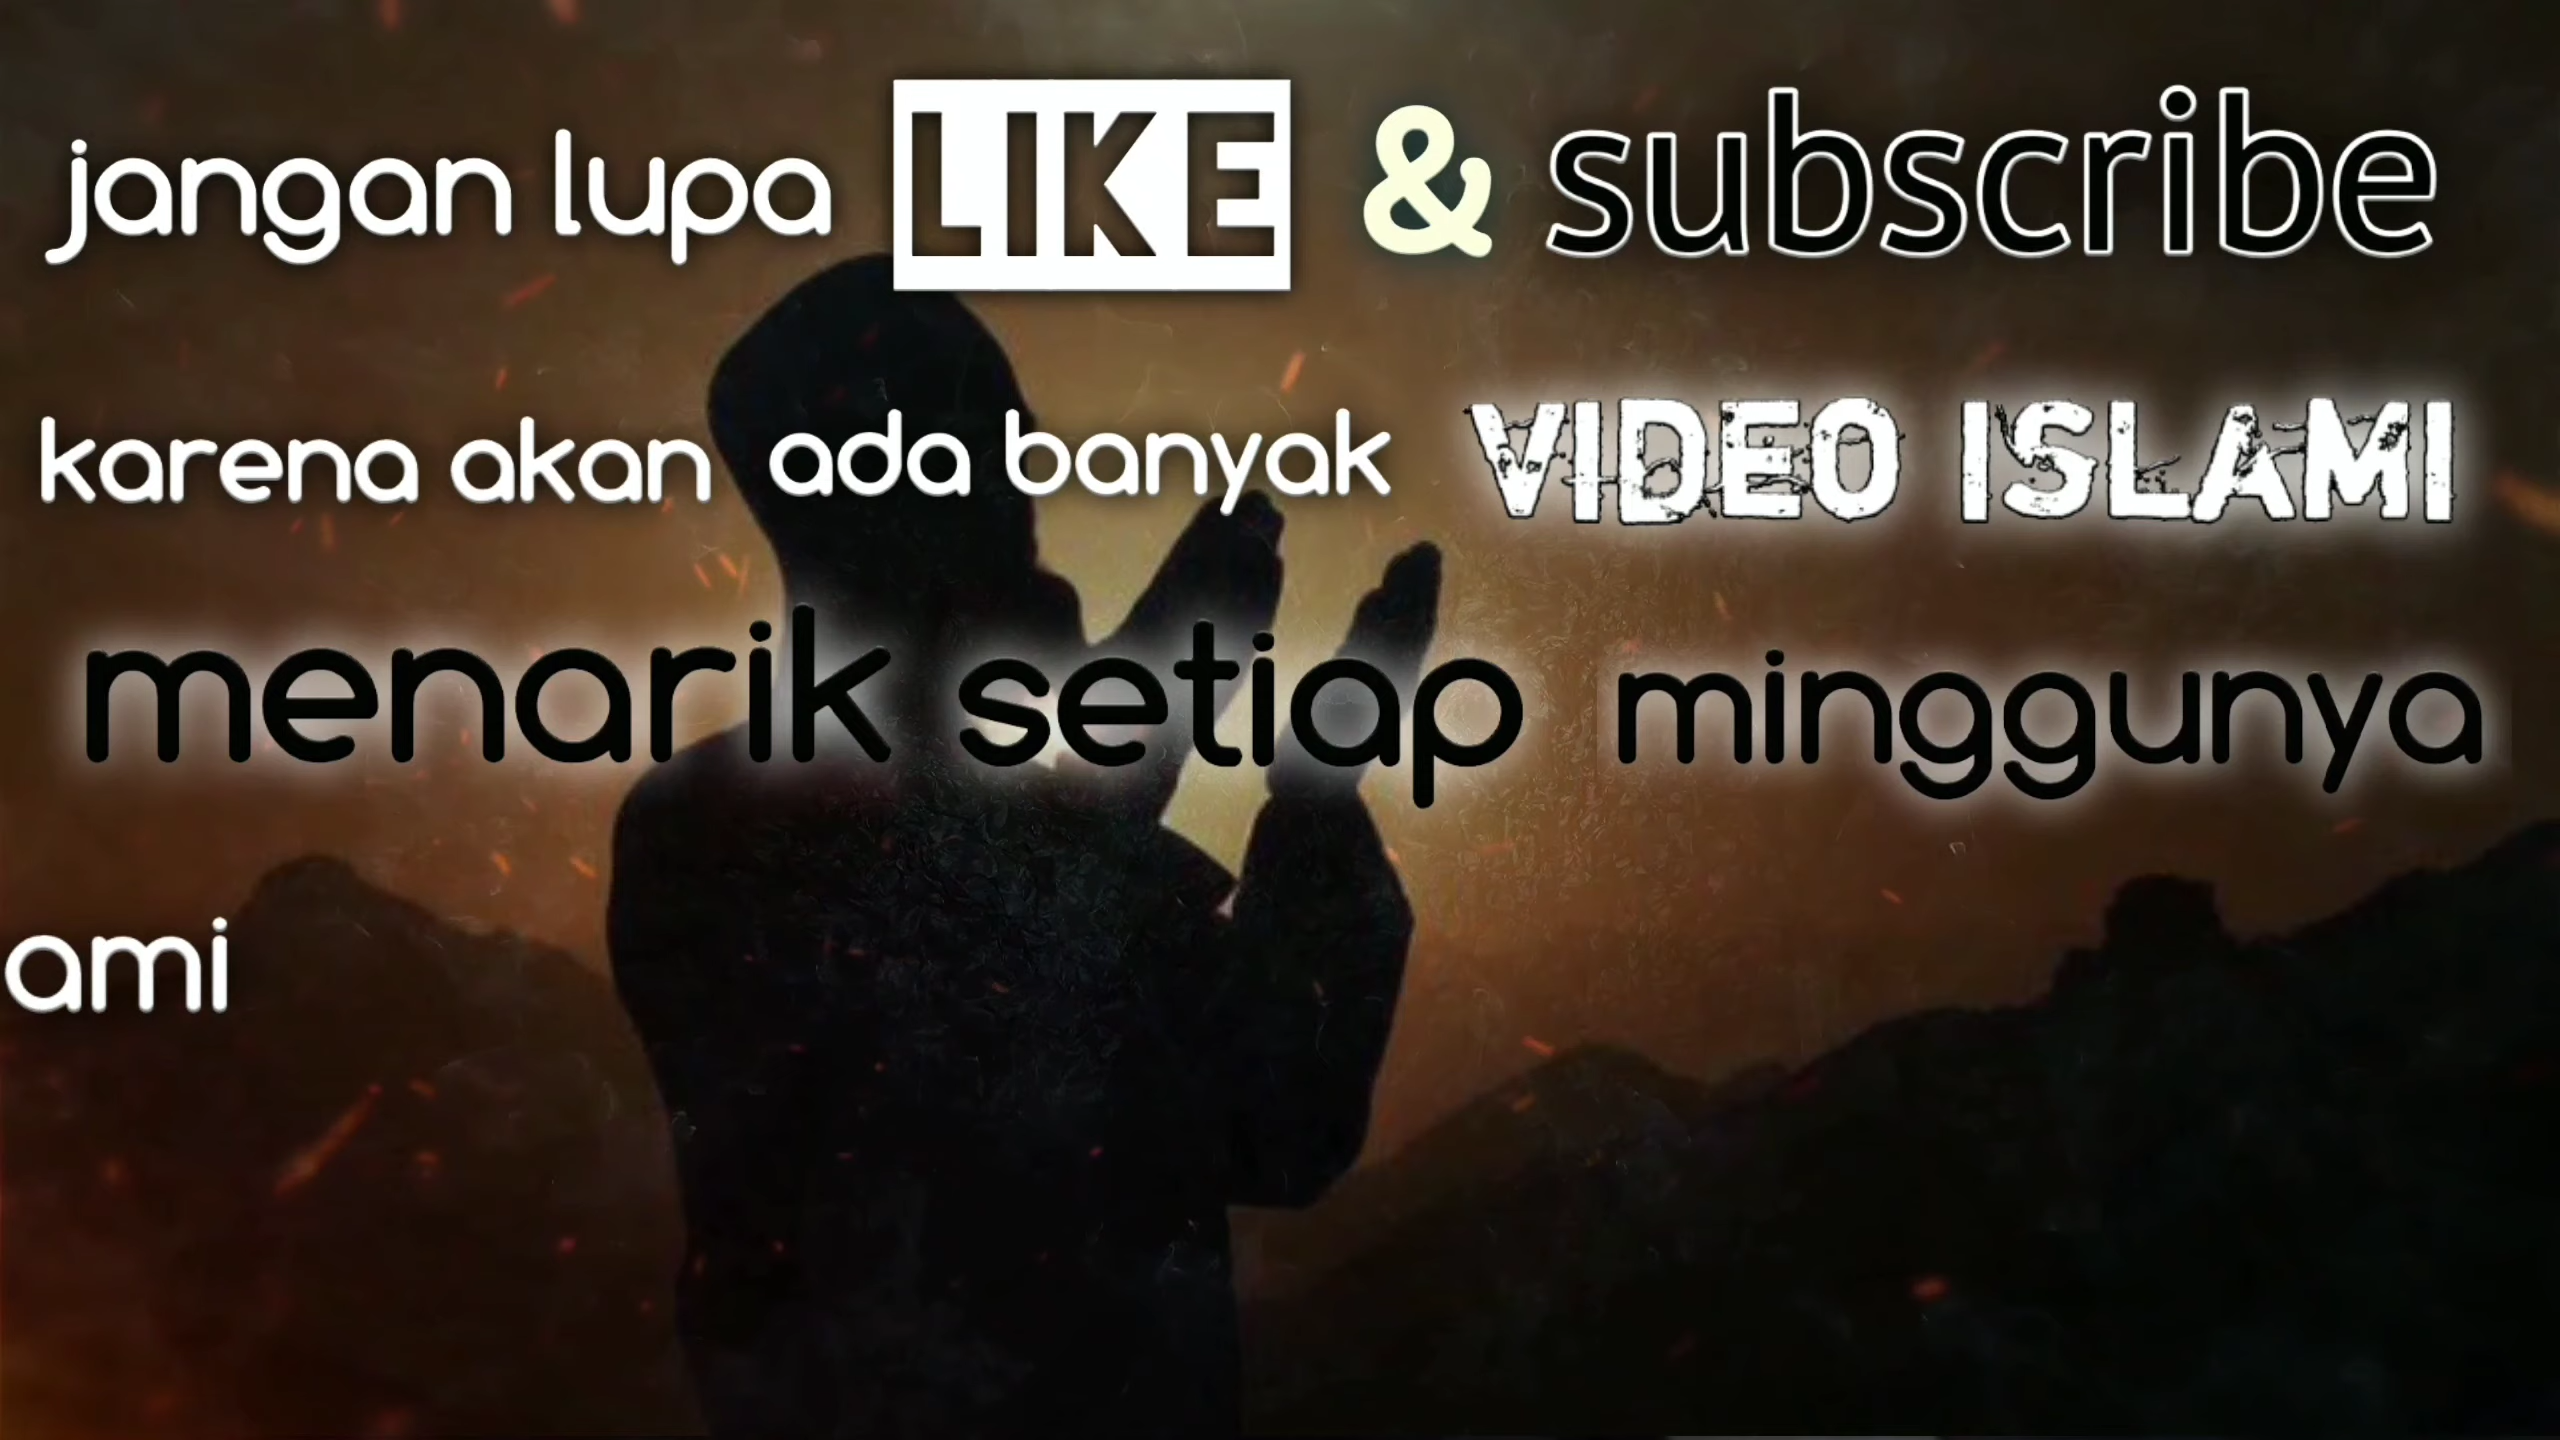 jangan lupa LIKE & subscribe
karena akan ada banyak VIDEO ISLAMI
menarik setiap minggunya
ami